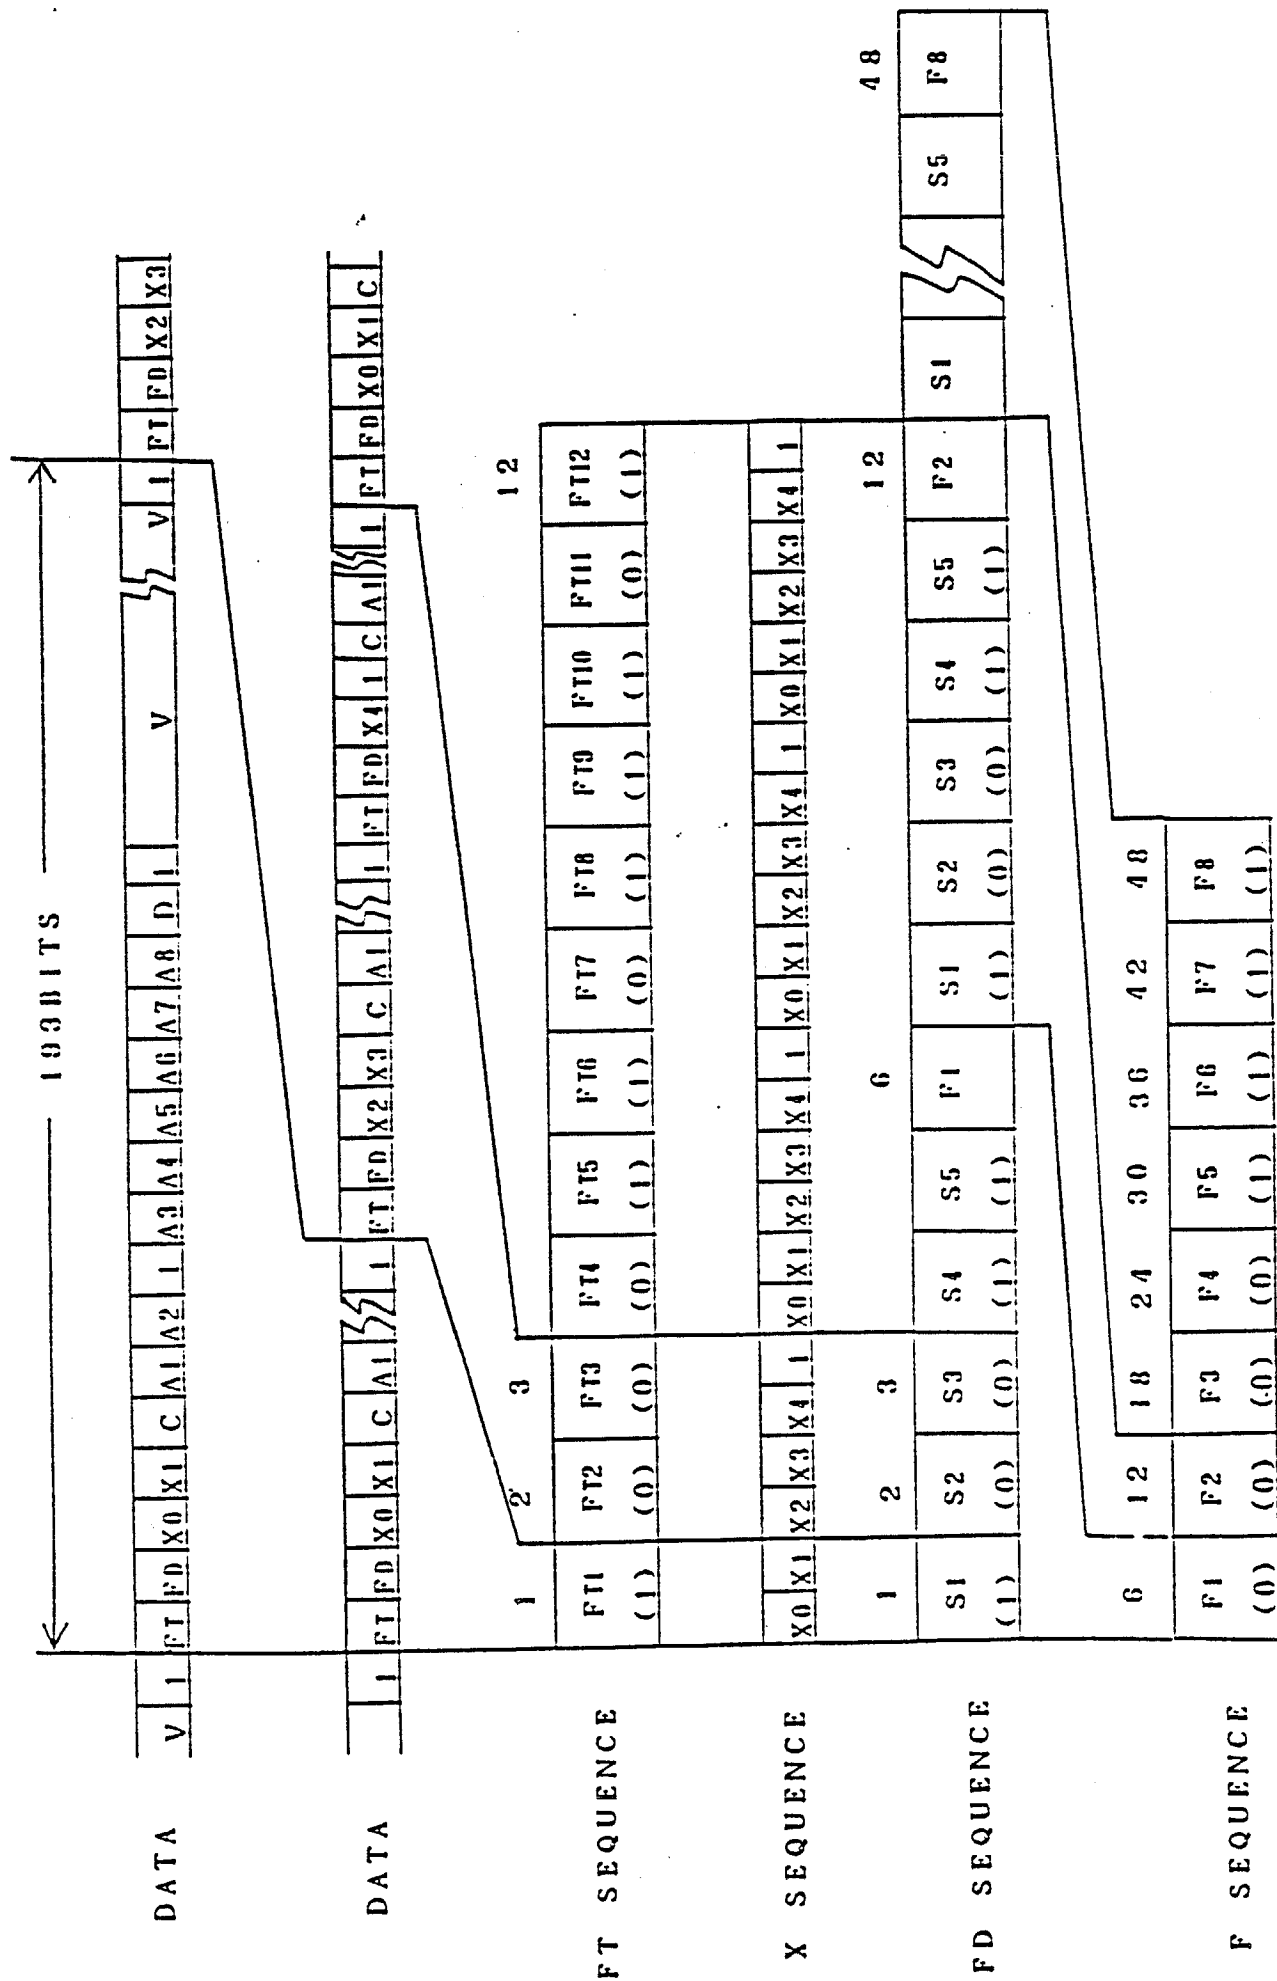 193BITS
DATA V 1 FT FD X0 X1 C A1 A2 1 A3 A4 A5 A6 A7 A8 D 1 V V 1 FT FD X2 X3
DATA 1 FT FD X0 X1 C A1 1 FT FD X2 X3 C A1 1 FT FD X4 1 C A1 1 FT FD X0 X1 C
1 2 3 12
FT SEQUENCE FT1 FT2 FT3 FT4 FT5 FT6 FT7 FT8 FT9 FT10 FT11 FT12
(1) (0) (0) (0) (1) (1) (0) (1) (1) (1) (0) (1)
X SEQUENCE X0 X1 X2 X3 X4 1 X0 X1 X2 X3 X4 1 X0 X1 X2 X3 X4 1 X0 X1 X2 X3 X4 1
1 2 3 6 12 48
FD SEQUENCE S1 S2 S3 S4 S5 F1 S1 S2 S3 S4 S5 F2 S1 S5 F8
(1) (0) (0) (1) (1) (1) (0) (0) (1) (1)
6 12 18 24 30 36 42 48
F SEQUENCE F1 F2 F3 F4 F5 F6 F7 F8
(0) (0) (0) (0) (1) (1) (1) (1)